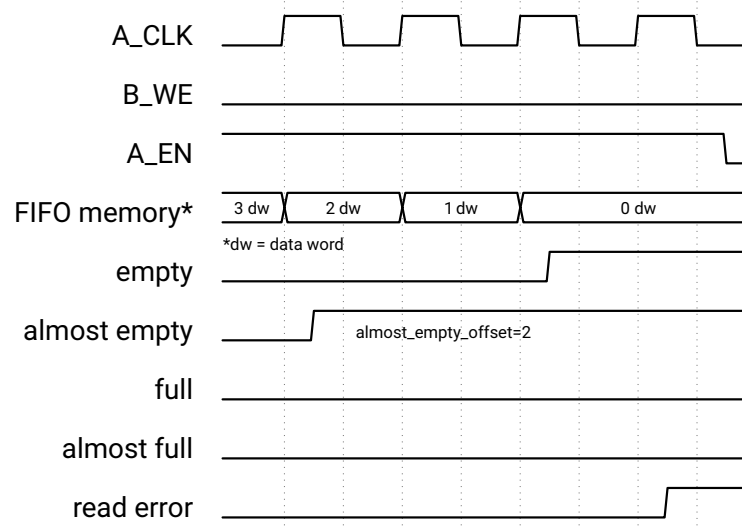 A_CLK
B_WE
A_EN
FIFO memory*
3 dw
2 dw
1 dw
0 dw
*dw = data word
empty
almost empty
almost_empty_offset=2
full
almost full
read error